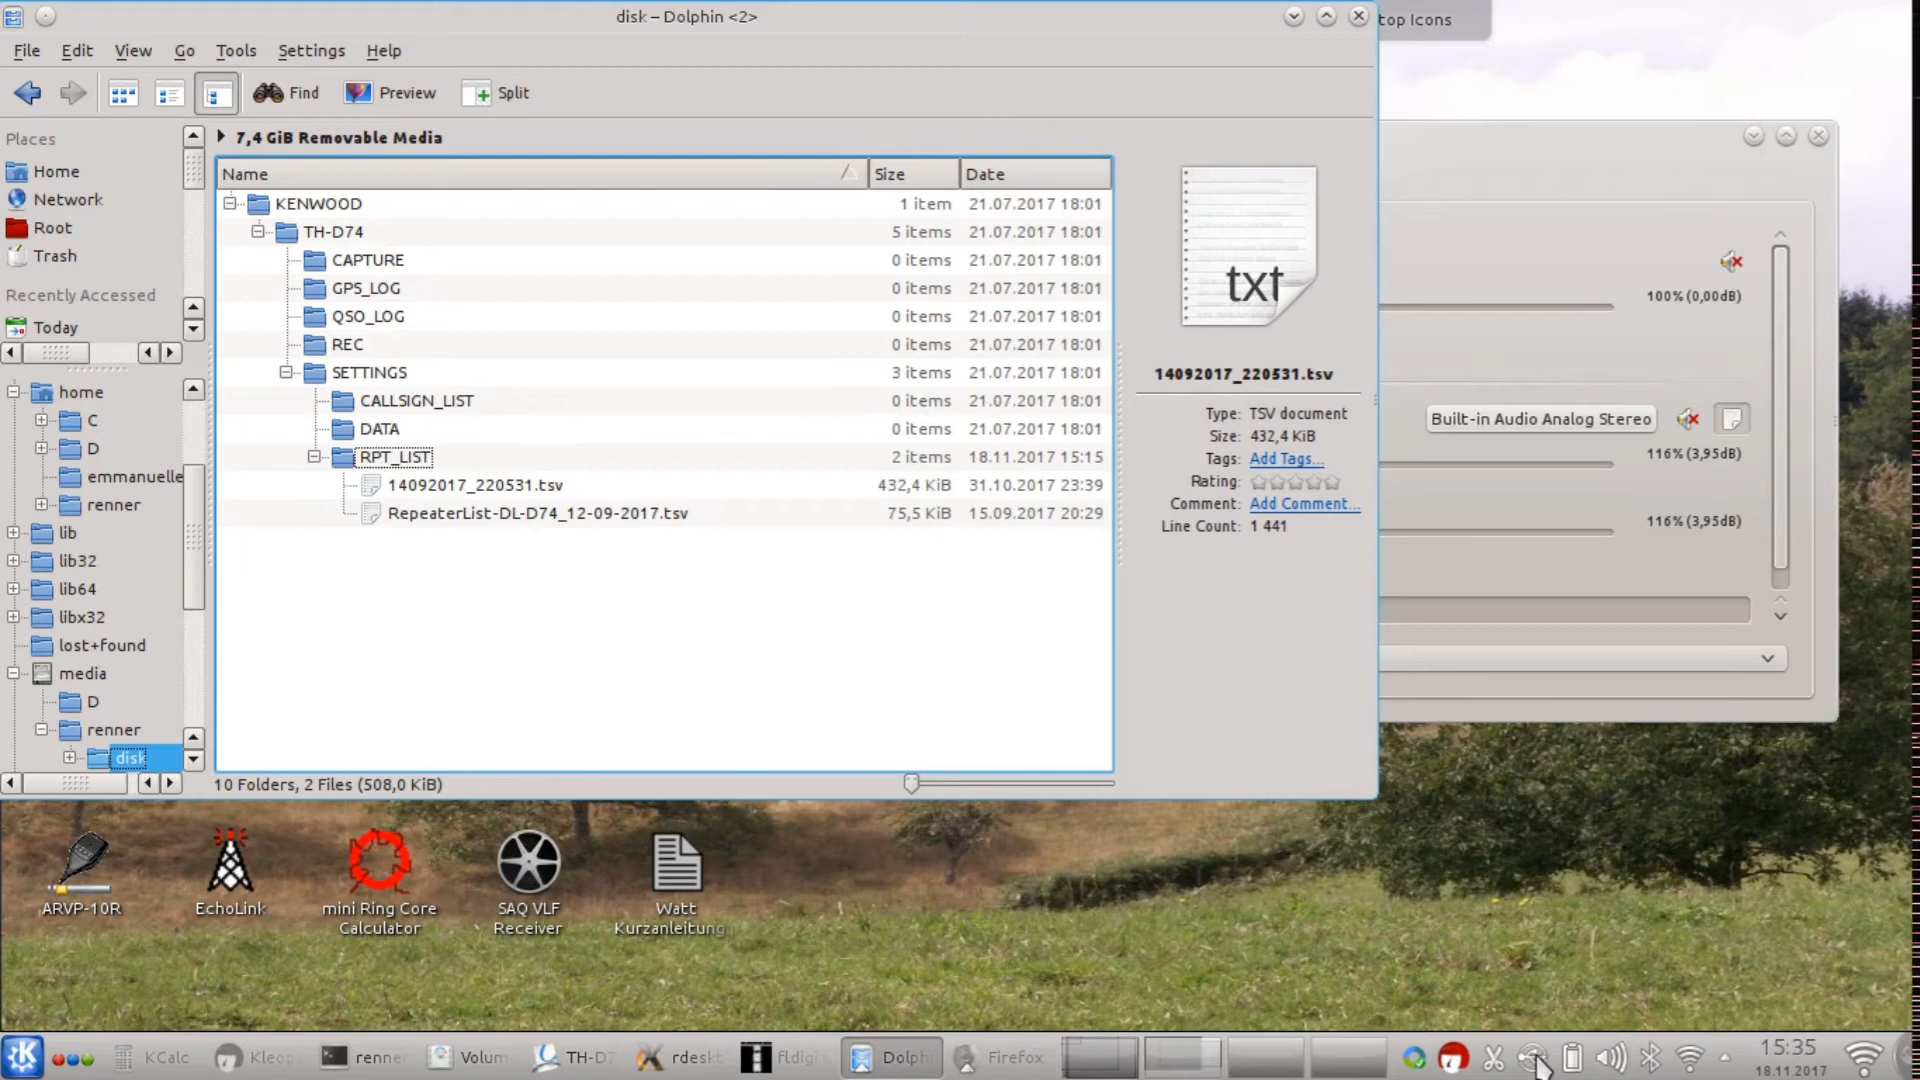 disk – Dolphin <2>
top Icons
File Edit View Go Tools Settings Help
Find Preview Split
Places
Home
Network
Root
Trash
Recently Accessed
Today
home
C
D
emmanuelle
renner
lib
lib32
lib64
libx32
lost+found
media
D
renner
disk
7,4 GiB Removable Media
Name Size Date
KENWOOD 1 item 21.07.2017 18:01
TH-D74 5 items 21.07.2017 18:01
CAPTURE 0 items 21.07.2017 18:01
GPS_LOG 0 items 21.07.2017 18:01
QSO_LOG 0 items 21.07.2017 18:01
REC 0 items 21.07.2017 18:01
SETTINGS 3 items 21.07.2017 18:01
CALLSIGN_LIST 0 items 21.07.2017 18:01
DATA 0 items 21.07.2017 18:01
RPT_LIST 2 items 18.11.2017 15:15
14092017_220531.tsv 432,4 KiB 31.10.2017 23:39
RepeaterList-DL-D74_12-09-2017.tsv 75,5 KiB 15.09.2017 20:29
10 Folders, 2 Files (508,0 KiB)
txt
14092017_220531.tsv
Type: TSV document
Size: 432,4 KiB
Tags: Add Tags...
Rating:
Comment: Add Comment...
Line Count: 1 441
100% (0,00dB)
Built-in Audio Analog Stereo
116% (3,95dB)
116% (3,95dB)
ARVP-10R
EchoLink
mini Ring Core
Calculator
SAQ VLF
Receiver
Watt
Kurzanleitung
KCalc Kleop renne Volum TH-D7 rdeskt fldigi Dolph Firefox
15:35
18.11.2017